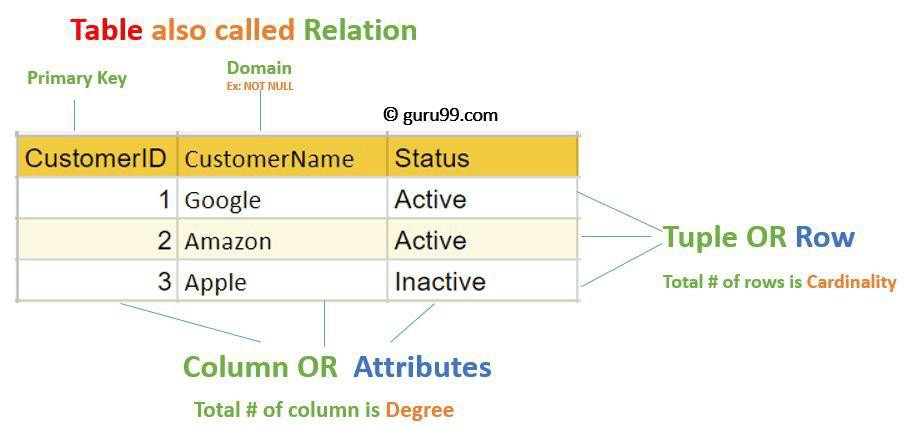 Table also called Relation
Primary Key
Domain
Ex: NOT NULL
© guru99.com
CustomerID CustomerName Status
1 Google Active
2 Amazon Active
3 Apple Inactive
Tuple OR Row
Total # of rows is Cardinality
Column OR Attributes
Total # of column is Degree